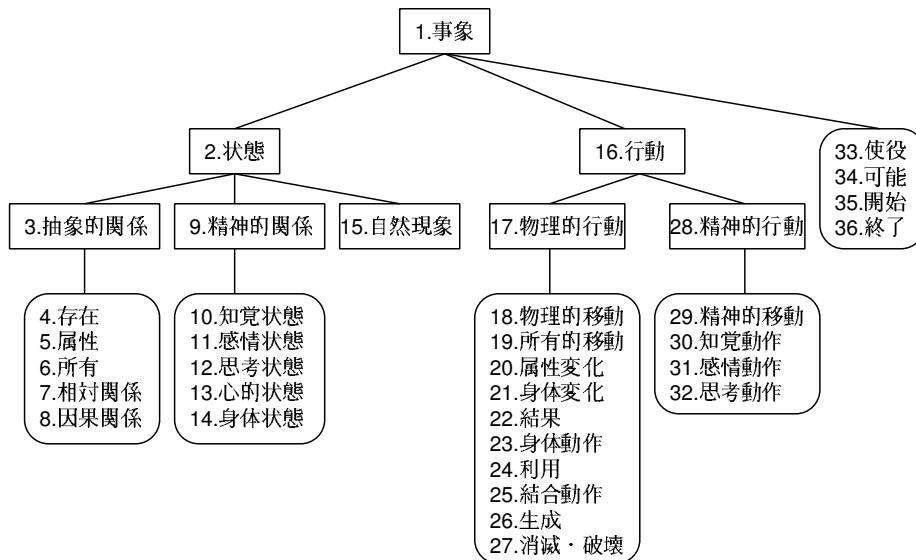 1.事象
2.状態
16.行動
33.使役
34.可能
35.開始
36.終了
3.抽象的関係
9.精神的関係
15.自然現象
17.物理的行動
28.精神的行動
4.存在
5.属性
6.所有
7.相対関係
8.因果関係
10.知覚状態
11.感情状態
12.思考状態
13.心的状態
14.身体状態
18.物理的移動
19.所有的移動
20.属性変化
21.身体変化
22.結果
23.身体動作
24.利用
25.結合動作
26.生成
27.消滅・破壊
29.精神的移動
30.知覚動作
31.感情動作
32.思考動作